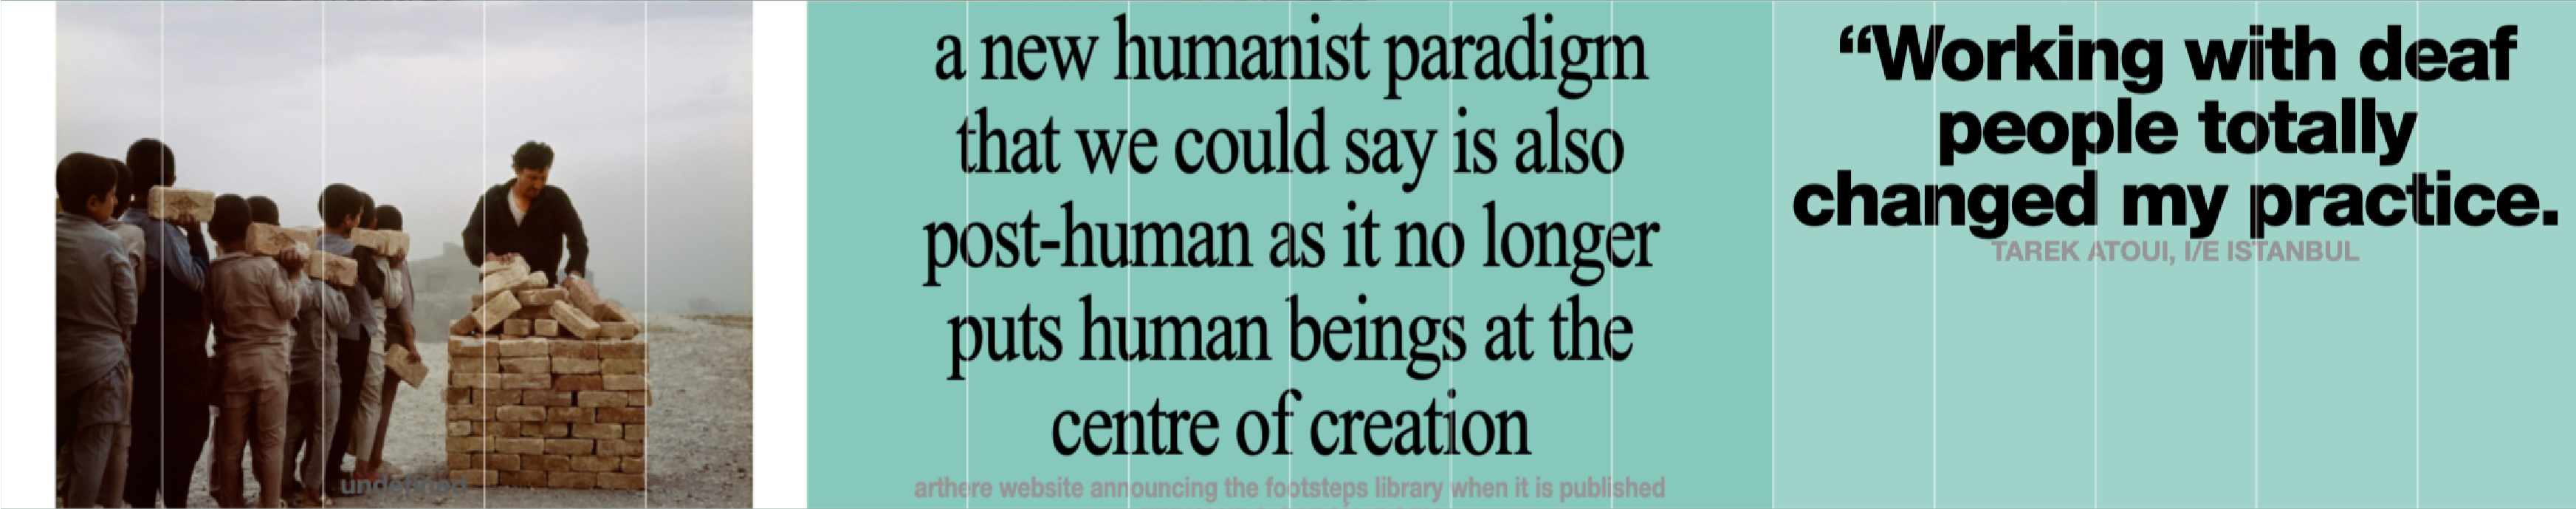 undefined
a new humanist paradigm
that we could say is also
post-human as it no longer
puts human beings at the
centre of creation
arthere website announcing the footsteps library when it is published
“Working with deaf
people totally
changed my practice.
TAREK ATOUI, I/E ISTANBUL